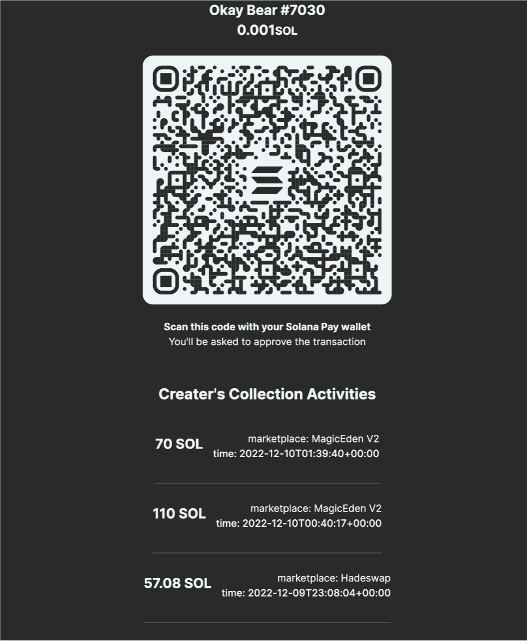 Okay Bear #7030
0.001SOL
Scan this code with your Solana Pay wallet
You'll be asked to approve the transaction
Creater's Collection Activities
70 SOL
marketplace: MagicEden V2
time: 2022-12-10T01:39:40+00:00
110 SOL
marketplace: MagicEden V2
time: 2022-12-10T00:40:17+00:00
57.08 SOL
marketplace: Hadeswap
time: 2022-12-09T23:08:04+00:00